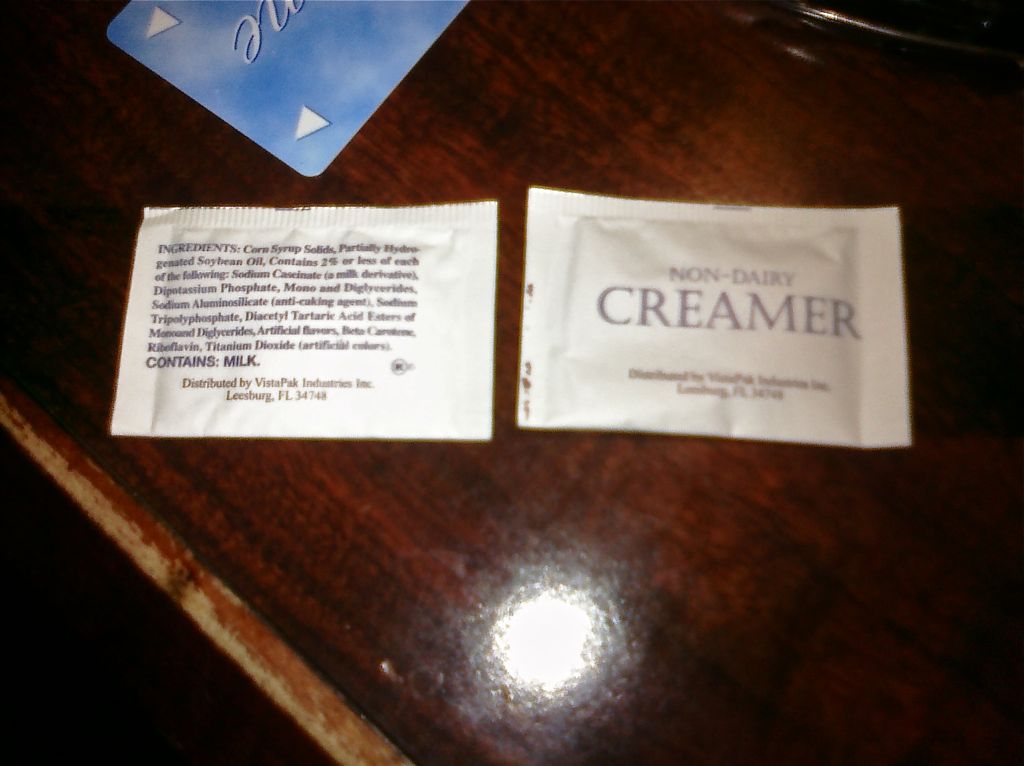 INGREDIENTS: Corn Syrup Solids, Partially Hydro-
genated Soybean Oil, Contains 2% or less of each
of the following: Sodium Caseinate (a milk derivative),
Dipotassium Phosphate, Mono and Diglycerides,
Sodium Aluminosilicate (anti-caking agent), Sodium
Tripolyphosphate, Diacetyl Tartaric Acid Esters of
Monoand Diglycerides, Artificial flavors, Beta Carotene,
Riboflavin, Titanium Dioxide (artificial colors).
CONTAINS: MILK.
K
Distributed by VistaPak Industries Inc.
Leesburg, FL 34748
NON-DAIRY
CREAMER
Distributed by VistaPak Industries Inc.
Leesburg, FL 34748